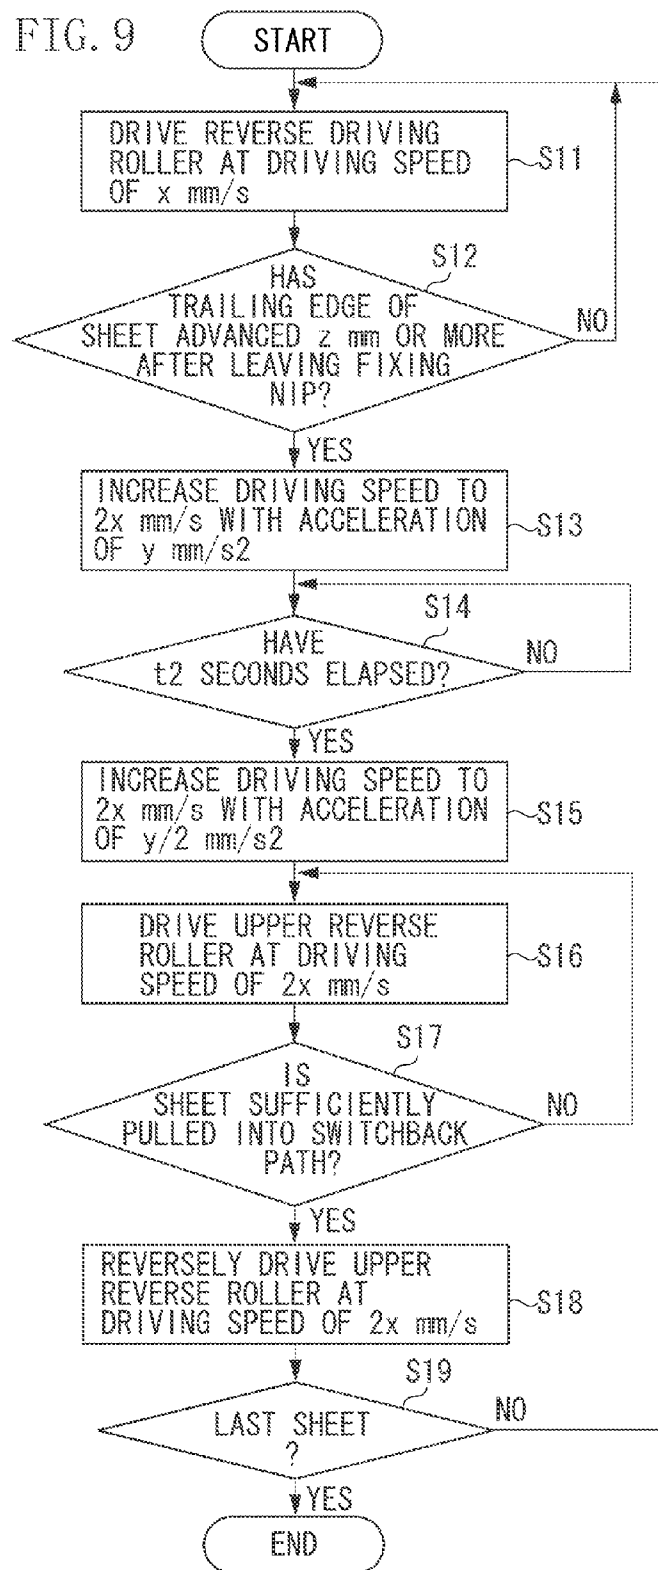 FIG. 9
START
DRIVE REVERSE DRIVING
ROLLER AT DRIVING SPEED
OF x mm/s
S11
S12
HAS
TRAILING EDGE OF
SHEET ADVANCED z mm OR MORE
AFTER LEAVING FIXING
NIP?
NO
YES
INCREASE DRIVING SPEED TO
2x mm/s WITH ACCELERATION
OF y mm/s2
S13
S14
HAVE
t2 SECONDS ELAPSED?
NO
YES
INCREASE DRIVING SPEED TO
2x mm/s WITH ACCELERATION
OF y/2 mm/s2
S15
DRIVE UPPER REVERSE
ROLLER AT DRIVING
SPEED OF 2x mm/s
S16
S17
IS
SHEET SUFFICIENTLY
PULLED INTO SWITCHBACK
PATH?
NO
YES
REVERSELY DRIVE UPPER
REVERSE ROLLER AT
DRIVING SPEED OF 2x mm/s
S18
S19
LAST SHEET
?
NO
YES
END